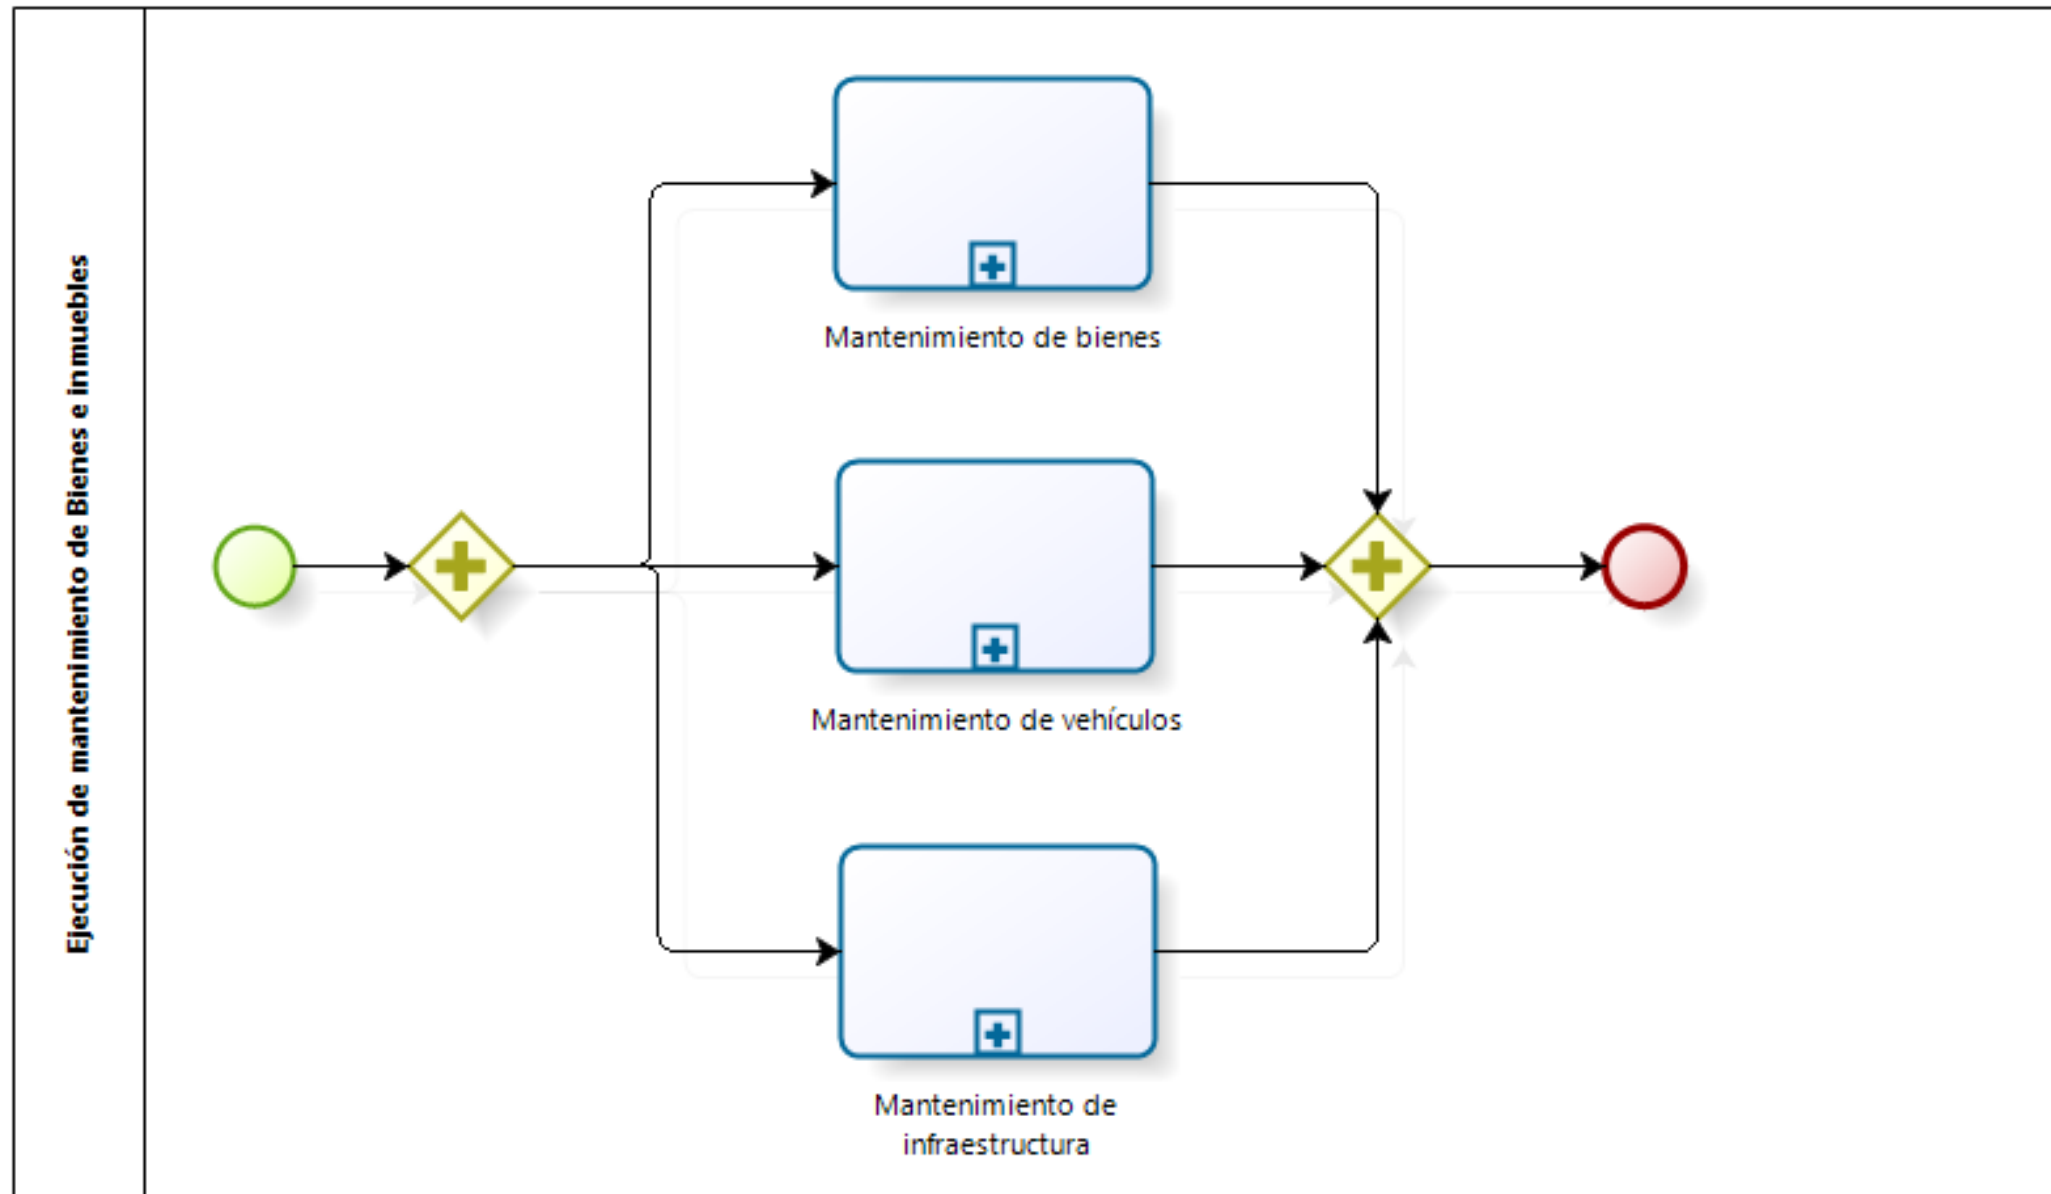 Ejecución de mantenimiento de Bienes e inmuebles
Mantenimiento de bienes
Mantenimiento de vehículos
Mantenimiento de
infraestructura